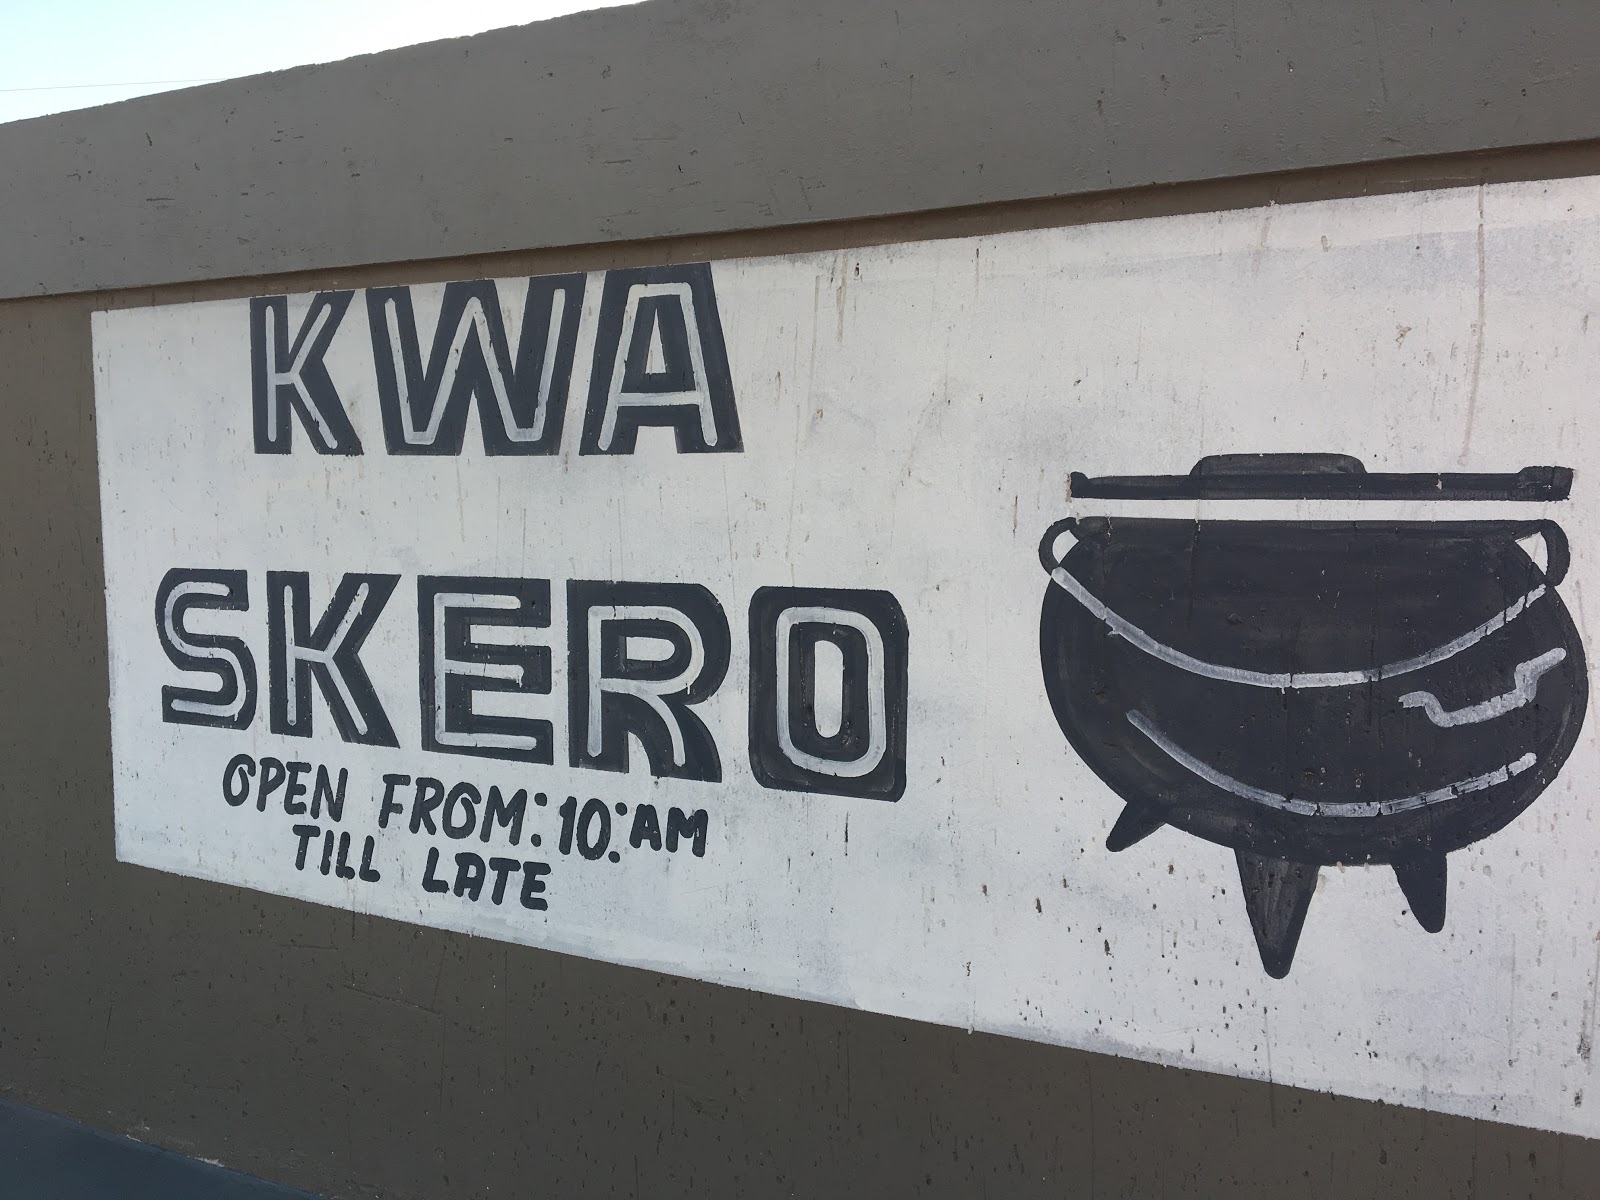 KWA
SKERO
OPEN FROM: 10:AM
TILL LATE